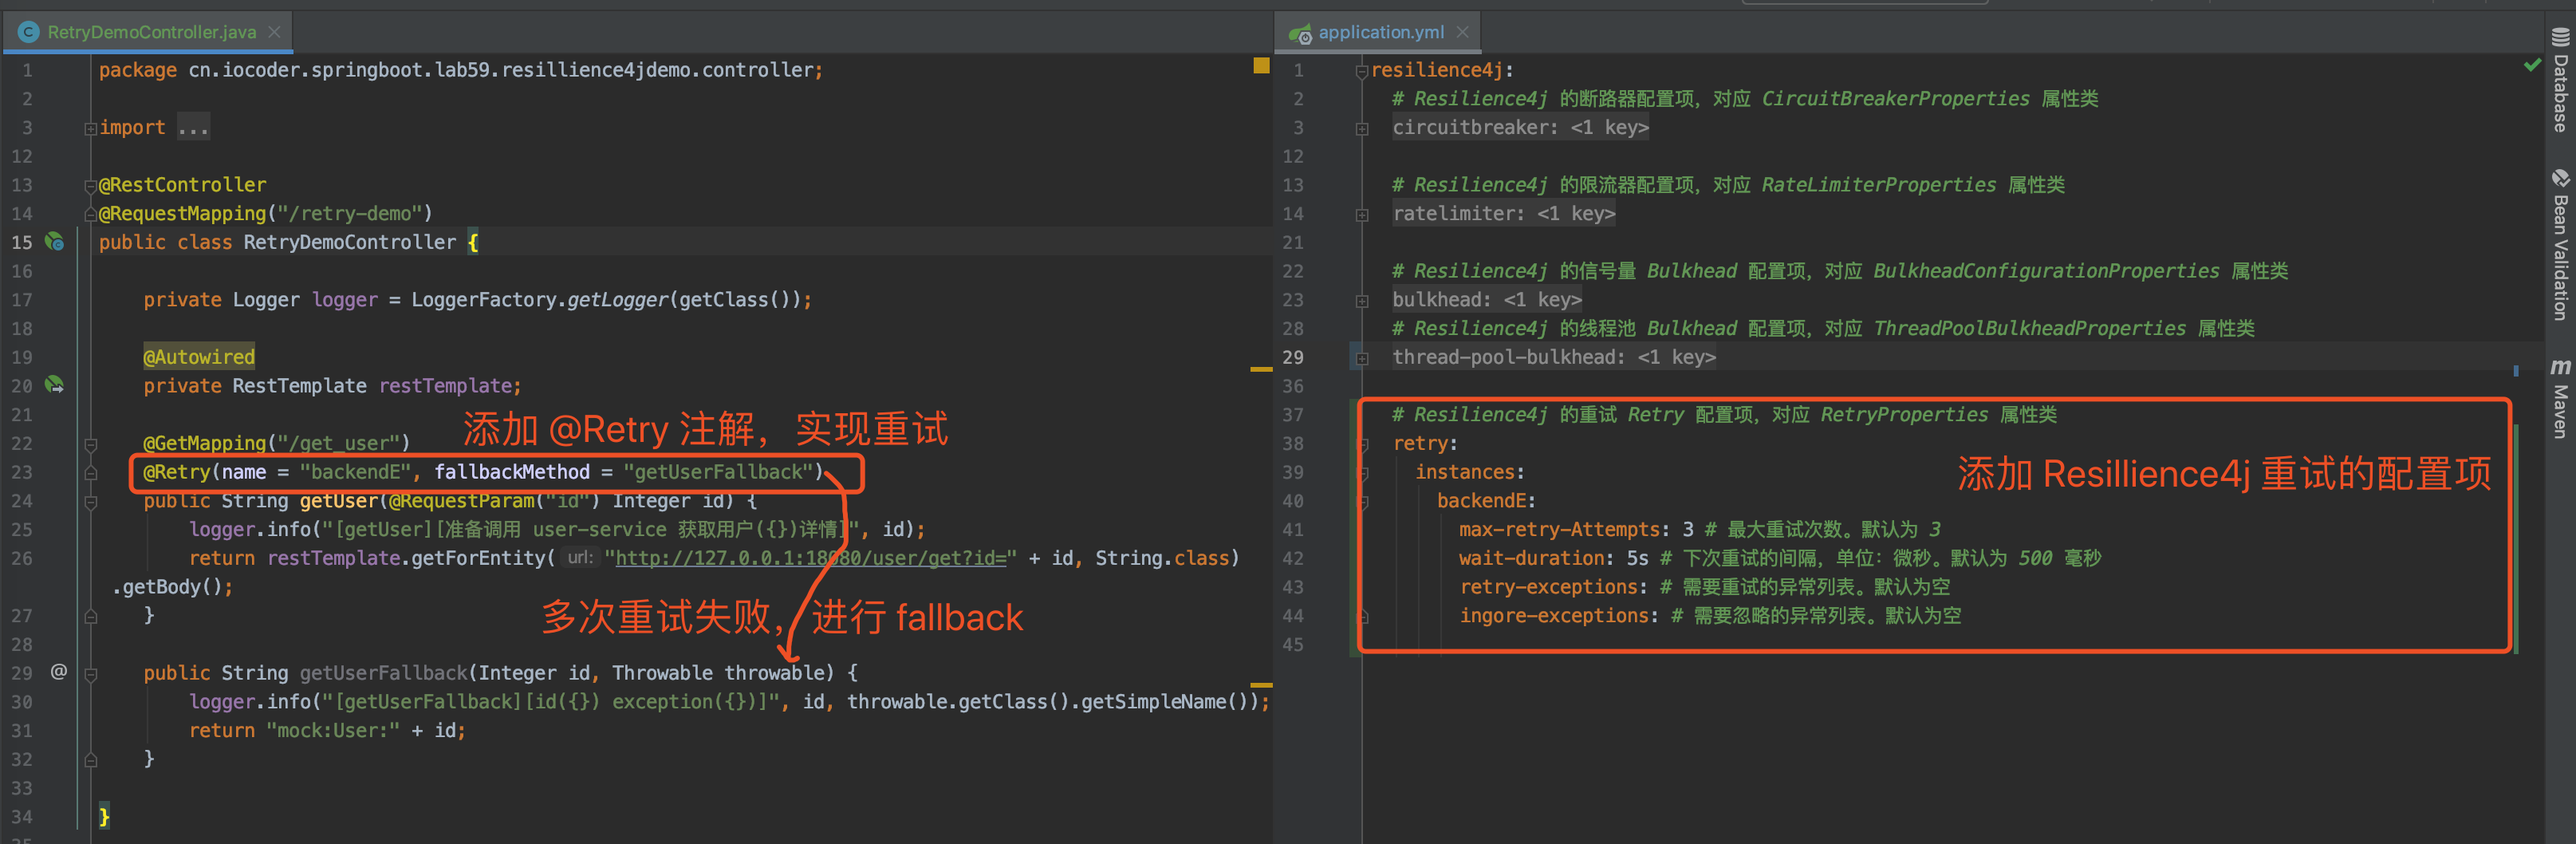 RetryDemoController.java
application.yml
1 package cn.iocoder.springboot.lab59.resillience4jdemo.controller;
2
3 import ...
12
13 @RestController
14 @RequestMapping("/retry-demo")
15 public class RetryDemoController {
16
17 private Logger logger = LoggerFactory.getLogger(getClass());
18
19 @Autowired
20 private RestTemplate restTemplate;
21
添加 @Retry 注解，实现重试
22 @GetMapping("/get_user")
23 @Retry(name = "backendE", fallbackMethod = "getUserFallback")
24 public String getUser(@RequestParam("id") Integer id) {
25 logger.info("[getUser][准备调用 user-service 获取用户({})详情]", id);
26 return restTemplate.getForEntity( url: "http://127.0.0.1:18080/user/get?id=" + id, String.class)
.getBody();
27 }
多次重试失败，进行 fallback
28
29 public String getUserFallback(Integer id, Throwable throwable) {
30 logger.info("[getUserFallback][id({}) exception({})]", id, throwable.getClass().getSimpleName());
31 return "mock:User:" + id;
32 }
33
34 }
35
1 resilience4j:
2 # Resilience4j 的断路器配置项，对应 CircuitBreakerProperties 属性类
3 circuitbreaker: <1 key>
12
13 # Resilience4j 的限流器配置项，对应 RateLimiterProperties 属性类
14 ratelimiter: <1 key>
21
22 # Resilience4j 的信号量 Bulkhead 配置项，对应 BulkheadConfigurationProperties 属性类
23 bulkhead: <1 key>
28 # Resilience4j 的线程池 Bulkhead 配置项，对应 ThreadPoolBulkheadProperties 属性类
29 thread-pool-bulkhead: <1 key>
36
37 # Resilience4j 的重试 Retry 配置项，对应 RetryProperties 属性类
38 retry:
39 instances:
添加 Resillience4j 重试的配置项
40 backendE:
41 max-retry-Attempts: 3 # 最大重试次数。默认为 3
42 wait-duration: 5s # 下次重试的间隔，单位：微秒。默认为 500 毫秒
43 retry-exceptions: # 需要重试的异常列表。默认为空
44 ingore-exceptions: # 需要忽略的异常列表。默认为空
45
Database
Bean Validation
Maven